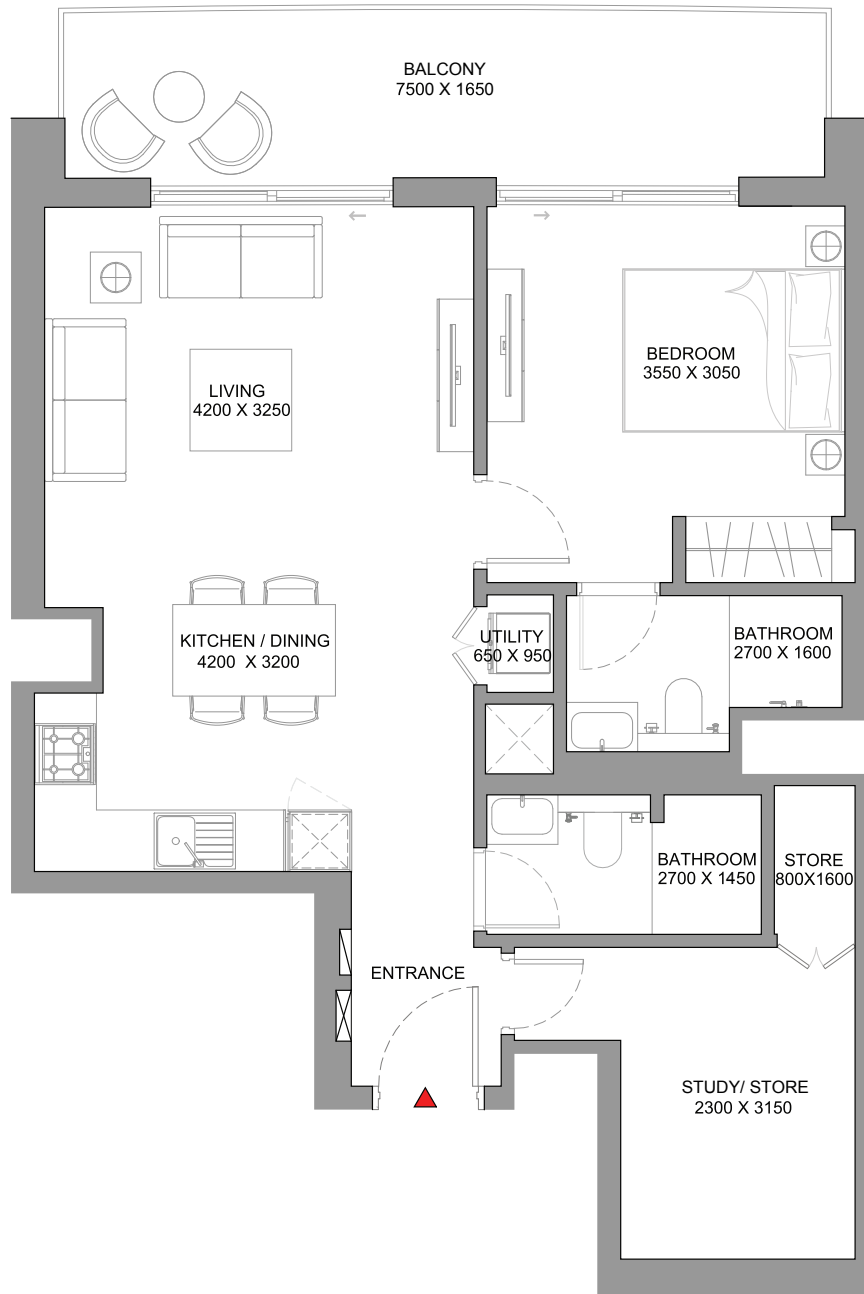 BALCONY
7500 X 1650
BEDROOM
3550 X 3050
LIVING
4200 X 3250
KITCHEN / DINING
4200 X 3200
UTILITY
650 X 950
BATHROOM
2700 X 1600
BATHROOM
2700 X 1450
STORE
800X1600
ENTRANCE
STUDY/ STORE
2300 X 3150